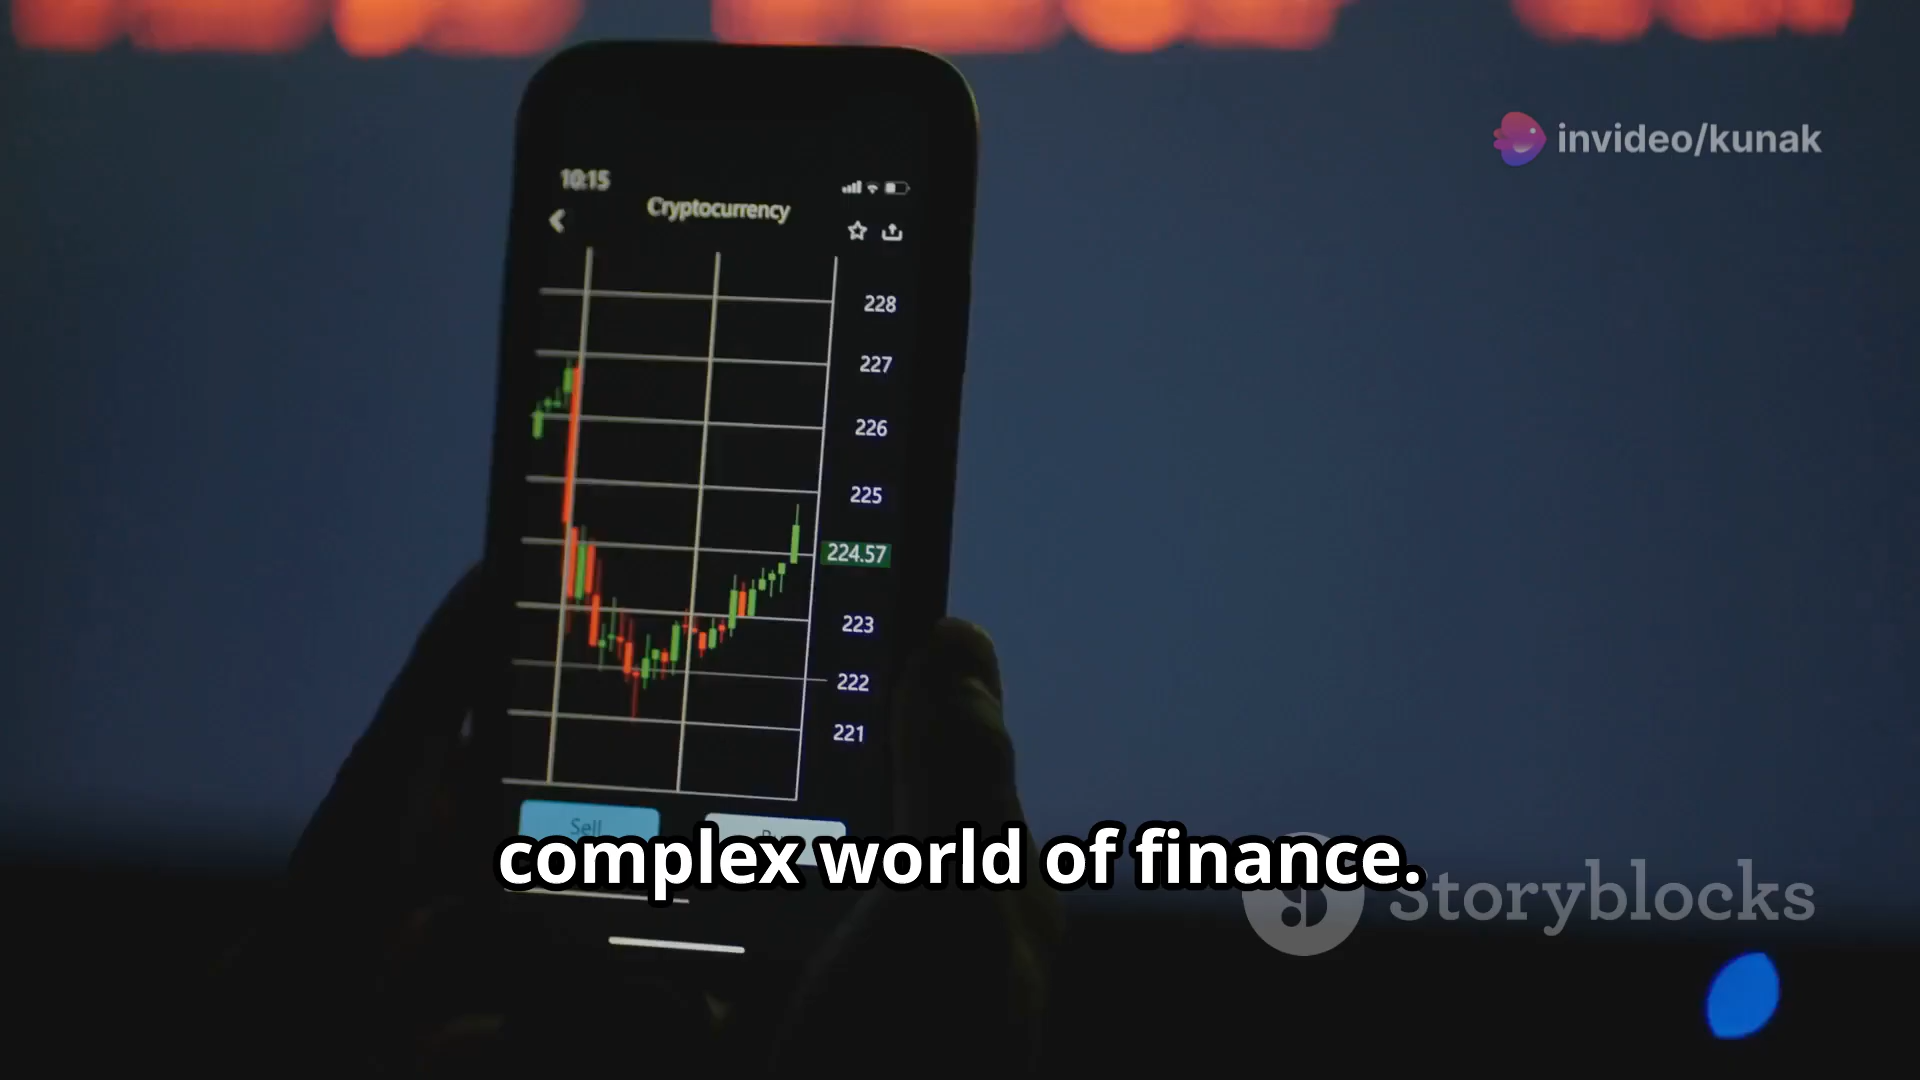 invideo/kunak
10:15
Cryptocurrency
228
227
226
225
224.57
223
222
221
Sell
complex world of finance.
Storyblocks